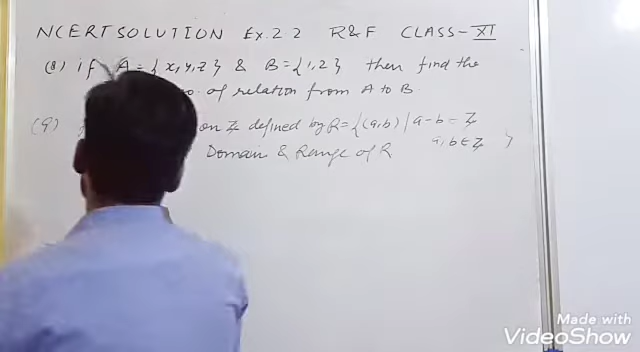 NCERT SOLUTION Ex. 2.2 R&F CLASS-XI
(8) if A = {x, y, z} & B = {1, 2} then find the
no. of relation from A to B.
(9) on Z defined by R = {(a,b) | a - b = Z
a, b ∈ Z }
Domain & Range of R
Made with
VideoShow